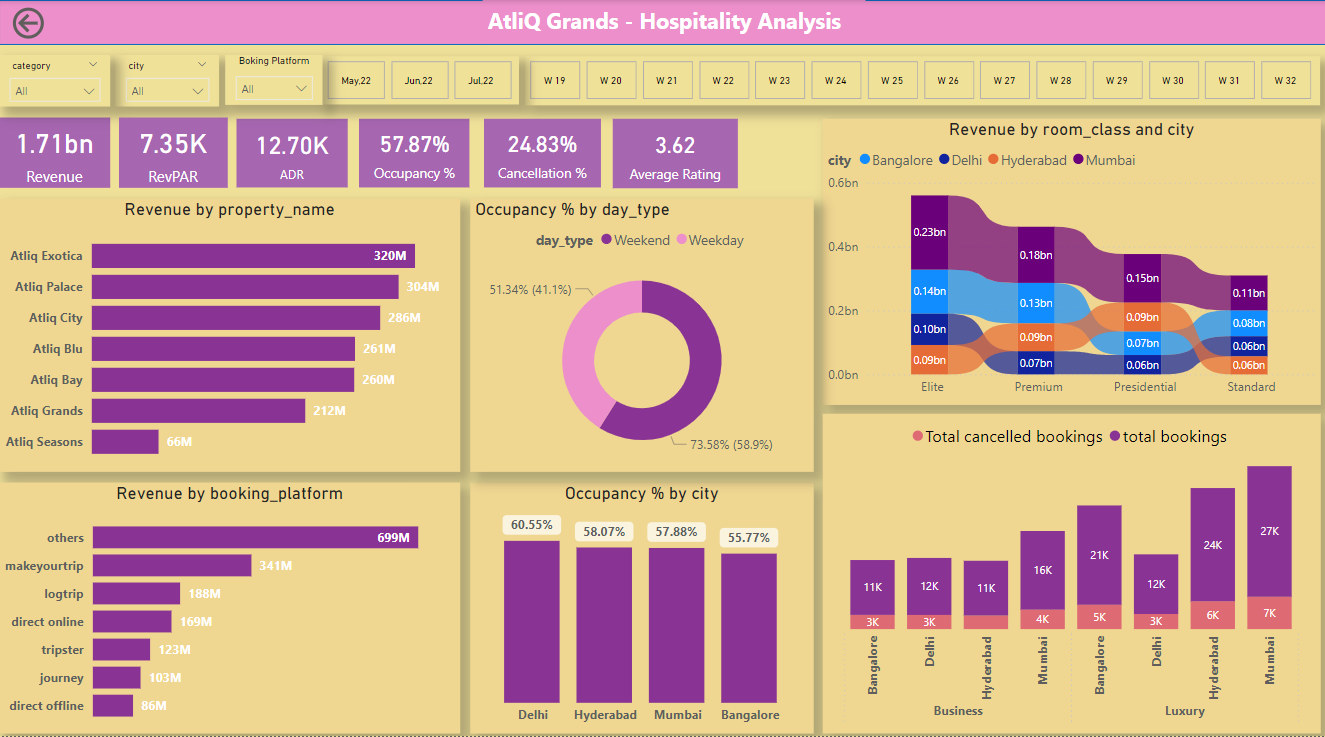 AtliQ Grands - Hospitality Analysis
category
All
city
All
Boking Platform
All
May,22
Jun,22
Jul,22
W 19
W 20
W 21
W 22
W 23
W 24
W 25
W 26
W 27
W 28
W 29
W 30
W 31
W 32
1.71bn
Revenue
7.35K
RevPAR
12.70K
ADR
57.87%
Occupancy %
24.83%
Cancellation %
3.62
Average Rating
Revenue by property_name
Atliq Exotica 320M
Atliq Palace 304M
Atliq City 286M
Atliq Blu 261M
Atliq Bay 260M
Atliq Grands 212M
Atliq Seasons 66M
Occupancy % by day_type
day_type Weekend Weekday
51.34% (41.1%)
73.58% (58.9%)
Revenue by room_class and city
city Bangalore Delhi Hyderabad Mumbai
0.6bn
0.4bn
0.2bn
0.0bn
0.23bn
0.14bn
0.10bn
0.09bn
0.18bn
0.13bn
0.09bn
0.07bn
0.15bn
0.09bn
0.07bn
0.06bn
0.11bn
0.08bn
0.06bn
0.06bn
Elite Premium Presidential Standard
Revenue by booking_platform
others 699M
makeyourtrip 341M
logtrip 188M
direct online 169M
tripster 123M
journey 103M
direct offline 86M
Occupancy % by city
60.55% 58.07% 57.88% 55.77%
Delhi Hyderabad Mumbai Bangalore
Total cancelled bookings total bookings
11K 12K 11K 16K 21K 12K 24K 27K
3K 3K 4K 5K 3K 6K 7K
Bangalore Delhi Hyderabad Mumbai Bangalore Delhi Hyderabad Mumbai
Business Luxury